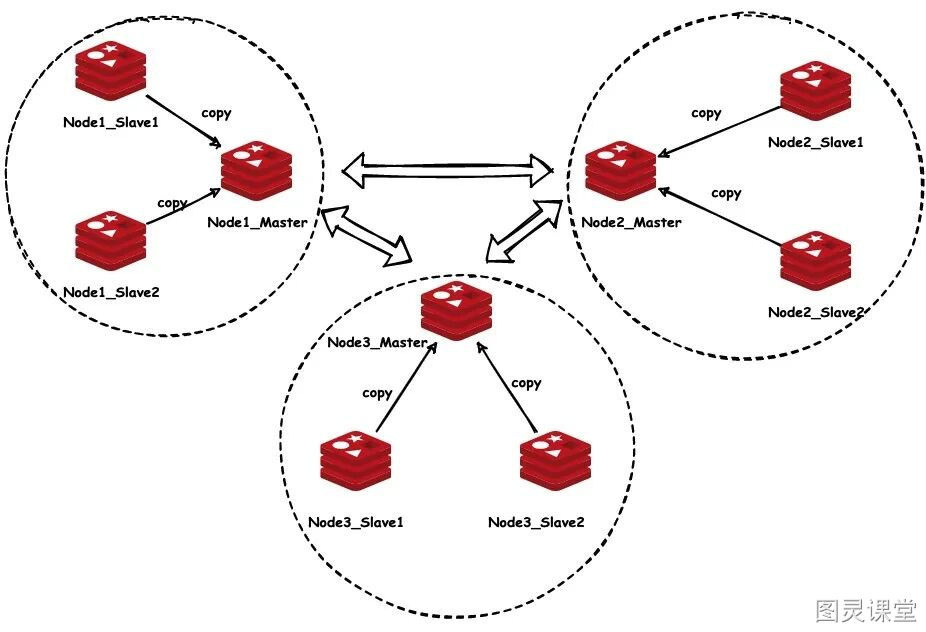 Node1_Slave1
copy
Node1_Master
copy
Node1_Slave2
copy
Node2_Slave1
Node2_Master
copy
Node2_Slave2
Node3_Master
copy
copy
Node3_Slave1
Node3_Slave2
图灵课堂